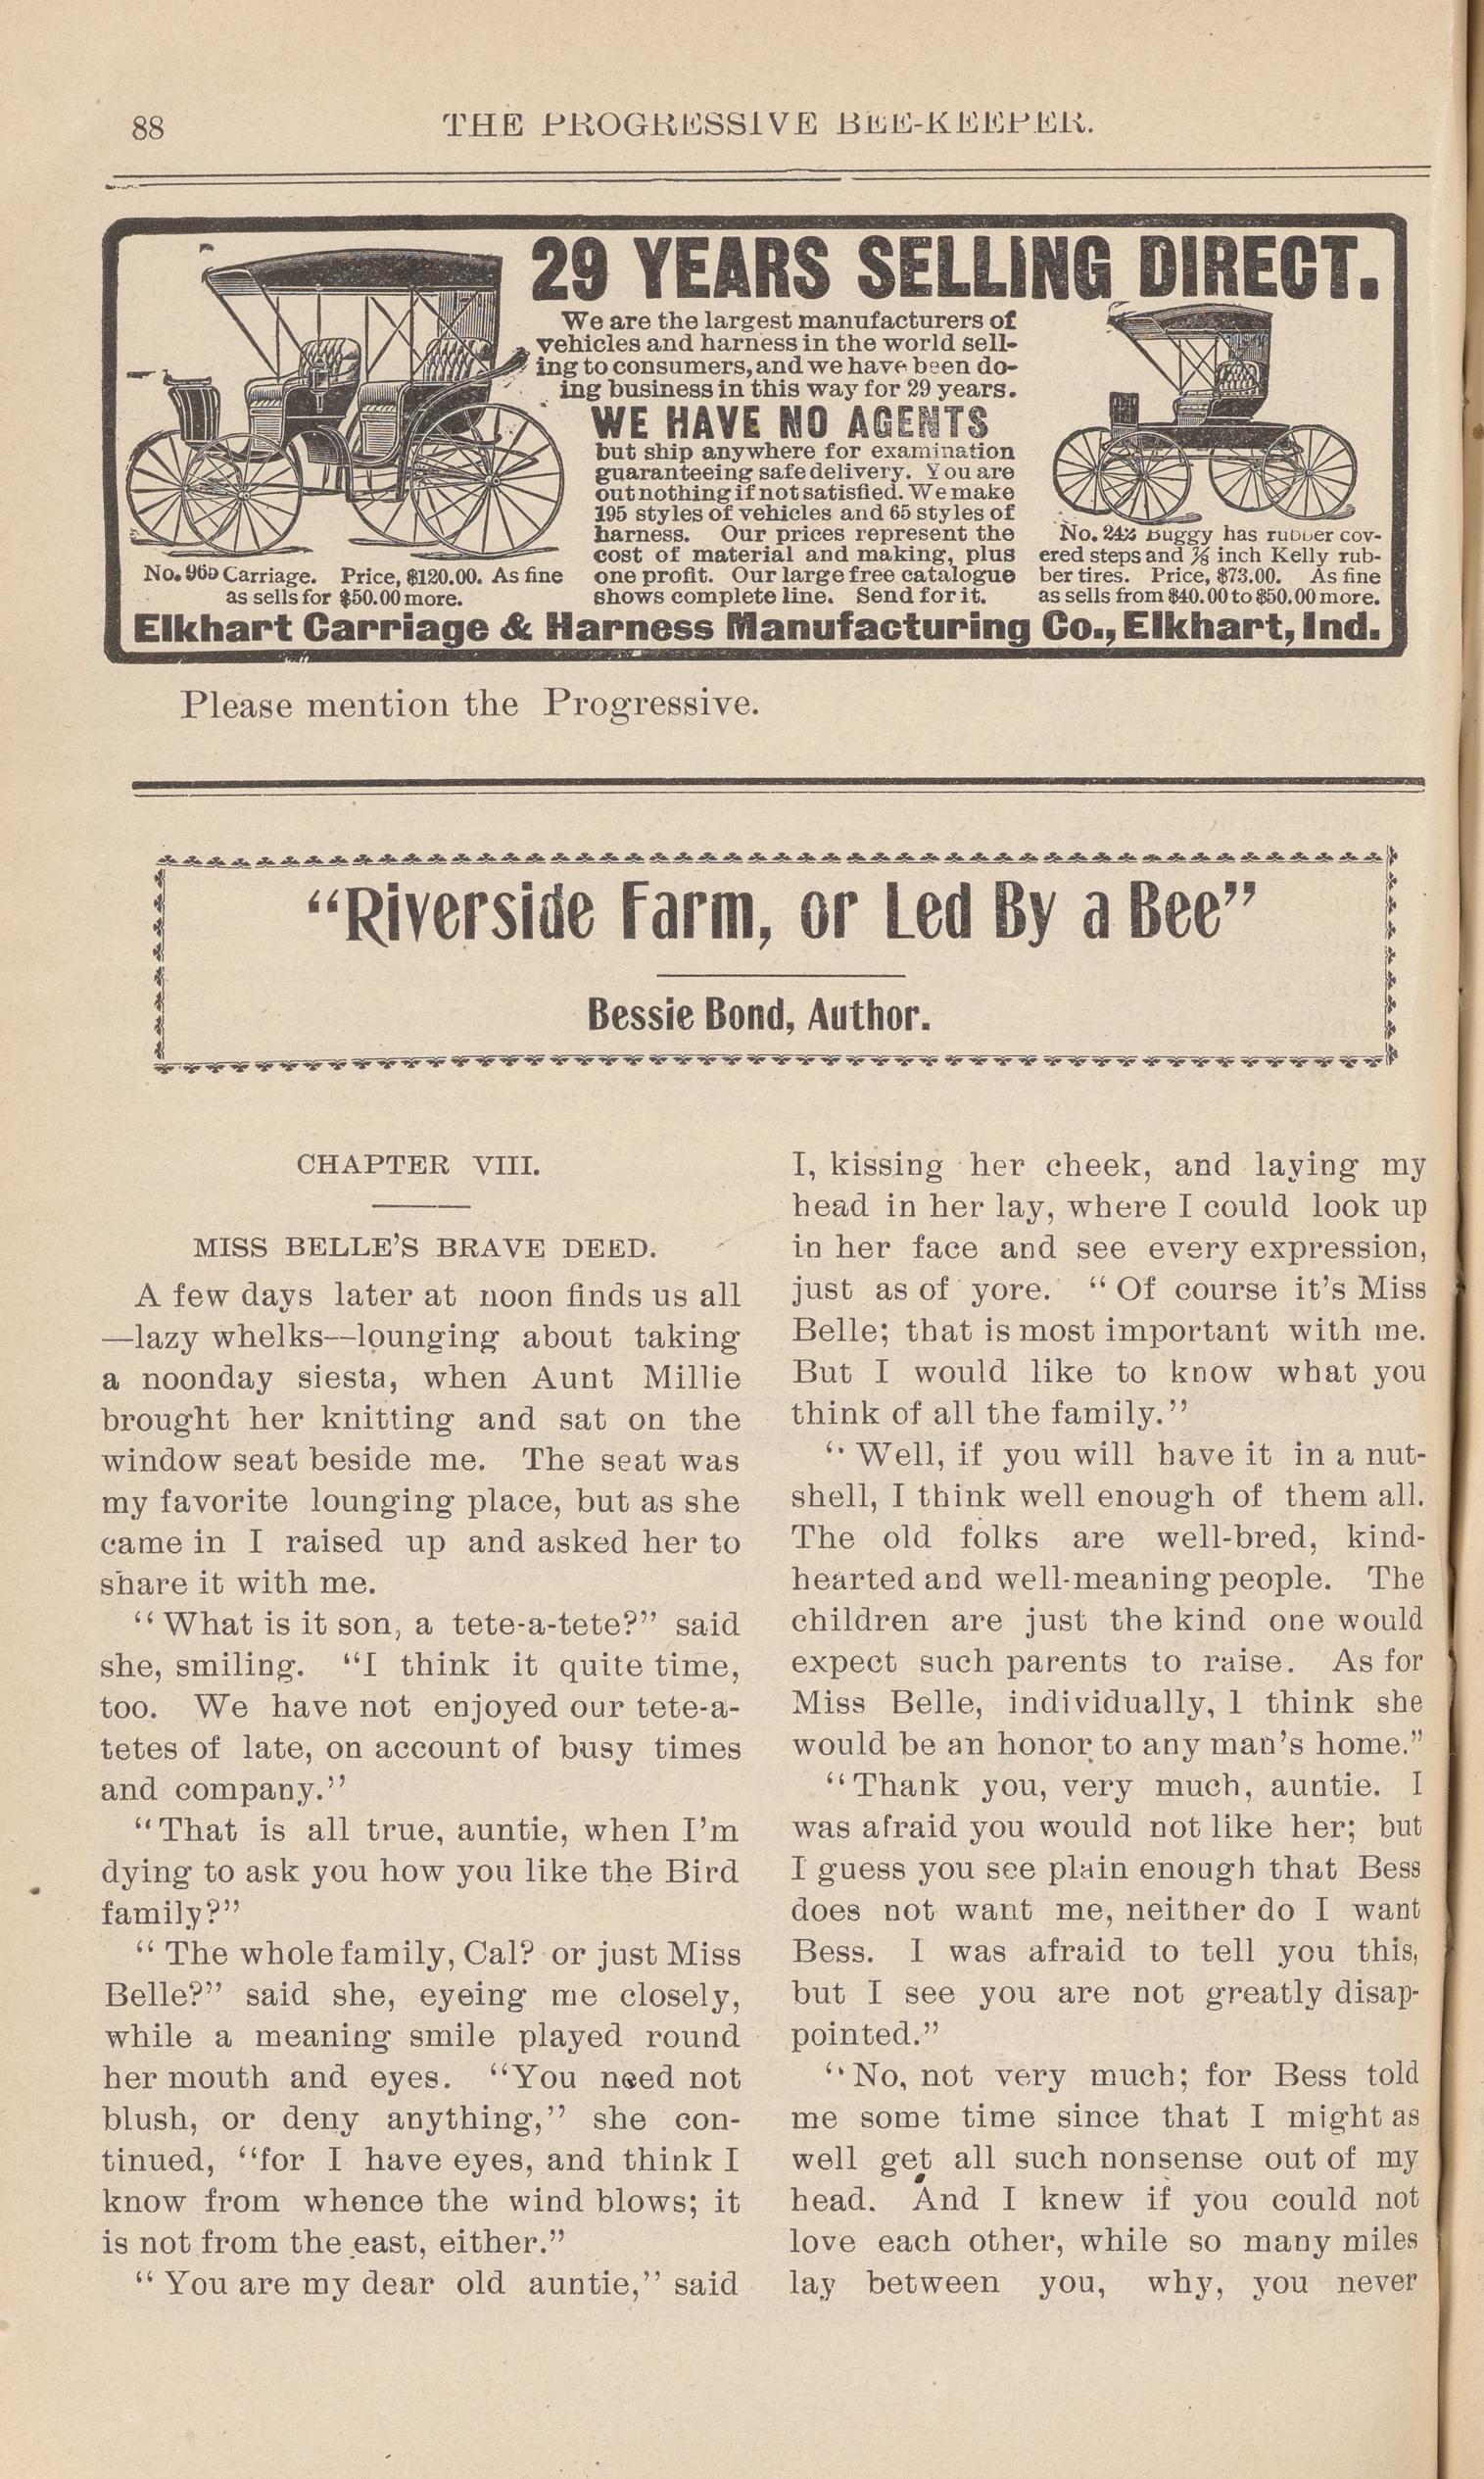 88
THE PROGRESSIVE BEE-KEEPER.
29 YEARS SELLING DIRECT.
We are the largest manufacturers of
vehicles and harness in the world sell-
ing to consumers, and we have been do-
ing business in this way for 29 years.
WE HAVE NO AGENTS
but ship anywhere for examination
guaranteeing safe delivery. You are
out nothing if not satisfied. We make
195 styles of vehicles and 65 styles of
harness. Our prices represent the
cost of material and making, plus
one profit. Our large free catalogue
shows complete line. Send for it.
Carriage. Price, $120.00. As fine
as sells for $50.00 more.
Buggy has rubber cov-
ered steps and ⅞ inch Kelly rub-
ber tires. Price, $73.00. As fine
as sells from $40.00 to $50.00 more.
Elkhart Carriage & Harness Manufacturing Co., Elkhart, Ind.
Please mention the Progressive.
“Riverside Farm, or Led By a Bee”
Bessie Bond, Author.
CHAPTER VIII.
MISS BELLE’S BRAVE DEED.
A few days later at noon finds us all
—lazy whelks—lounging about taking
a noonday siesta, when Aunt Millie
brought her knitting and sat on the
window seat beside me. The seat was
my favorite lounging place, but as she
came in I raised up and asked her to
share it with me.
“What is it son, a tete-a-tete?” said
she, smiling. “I think it quite time,
too. We have not enjoyed our tete-a-
tetes of late, on account of busy times
and company.”
“That is all true, auntie, when I’m
dying to ask you how you like the Bird
family?”
“The whole family, Cal? or just Miss
Belle?” said she, eyeing me closely,
while a meaning smile played round
her mouth and eyes. “You need not
blush, or deny anything,” she con-
tinued, “for I have eyes, and think I
know from whence the wind blows; it
is not from the east, either.”
“You are my dear old auntie,” said
I, kissing her cheek, and laying my
head in her lay, where I could look up
in her face and see every expression,
just as of yore. “Of course it’s Miss
Belle; that is most important with me.
But I would like to know what you
think of all the family.”
“Well, if you will have it in a nut-
shell, I think well enough of them all.
The old folks are well-bred, kind-
hearted and well-meaning people. The
children are just the kind one would
expect such parents to raise. As for
Miss Belle, individually, I think she
would be an honor to any man’s home.”
“Thank you, very much, auntie. I
was afraid you would not like her; but
I guess you see plain enough that Bess
does not want me, neither do I want
Bess. I was afraid to tell you this,
but I see you are not greatly disap-
pointed.”
“No, not very much; for Bess told
me some time since that I might as
well get all such nonsense out of my
head. And I knew if you could not
love each other, while so many miles
lay between you, why, you never